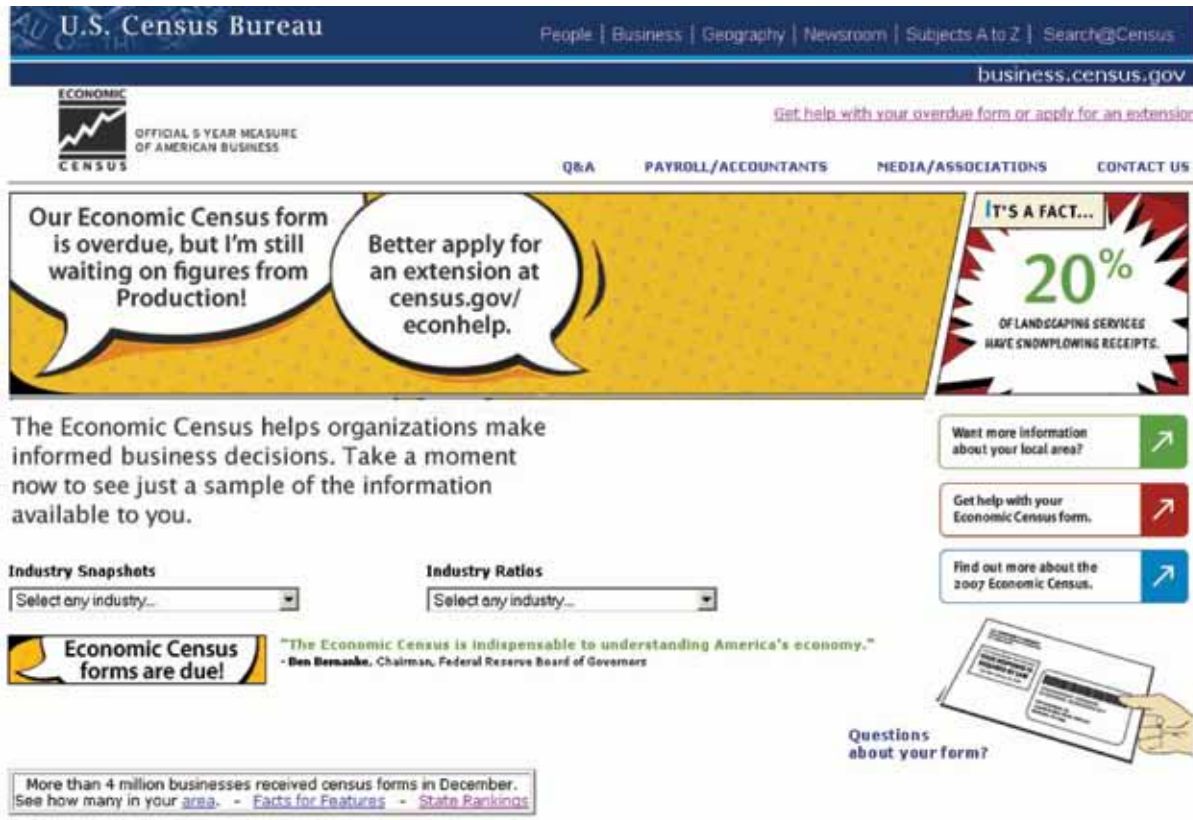 U.S. Census Bureau
People | Business | Geography | Newsroom | Subjects A to Z | Search@Census
business.census.gov
ECONOMIC
CENSUS
OFFICIAL 5 YEAR MEASURE
OF AMERICAN BUSINESS
Get help with your overdue form or apply for an extension
Q&A PAYROLL/ACCOUNTANTS MEDIA/ASSOCIATIONS CONTACT US
Our Economic Census form
is overdue, but I'm still
waiting on figures from
Production!
Better apply for
an extension at
census.gov/
econhelp.
IT'S A FACT...
20%
OF LANDSCAPING SERVICES
HAVE SNOWPLOWING RECEIPTS.
The Economic Census helps organizations make
informed business decisions. Take a moment
now to see just a sample of the information
available to you.
Want more information
about your local area?
Get help with your
Economic Census form.
Find out more about the
2007 Economic Census.
Industry Snapshots
Select any industry...
Industry Ratios
Select any industry...
Economic Census
forms are due!
"The Economic Census is indispensable to understanding America's economy."
- Ben Bernanke, Chairman, Federal Reserve Board of Governors
Questions
about your form?
More than 4 million businesses received census forms in December.
See how many in your area. - Facts for Features - State Rankings